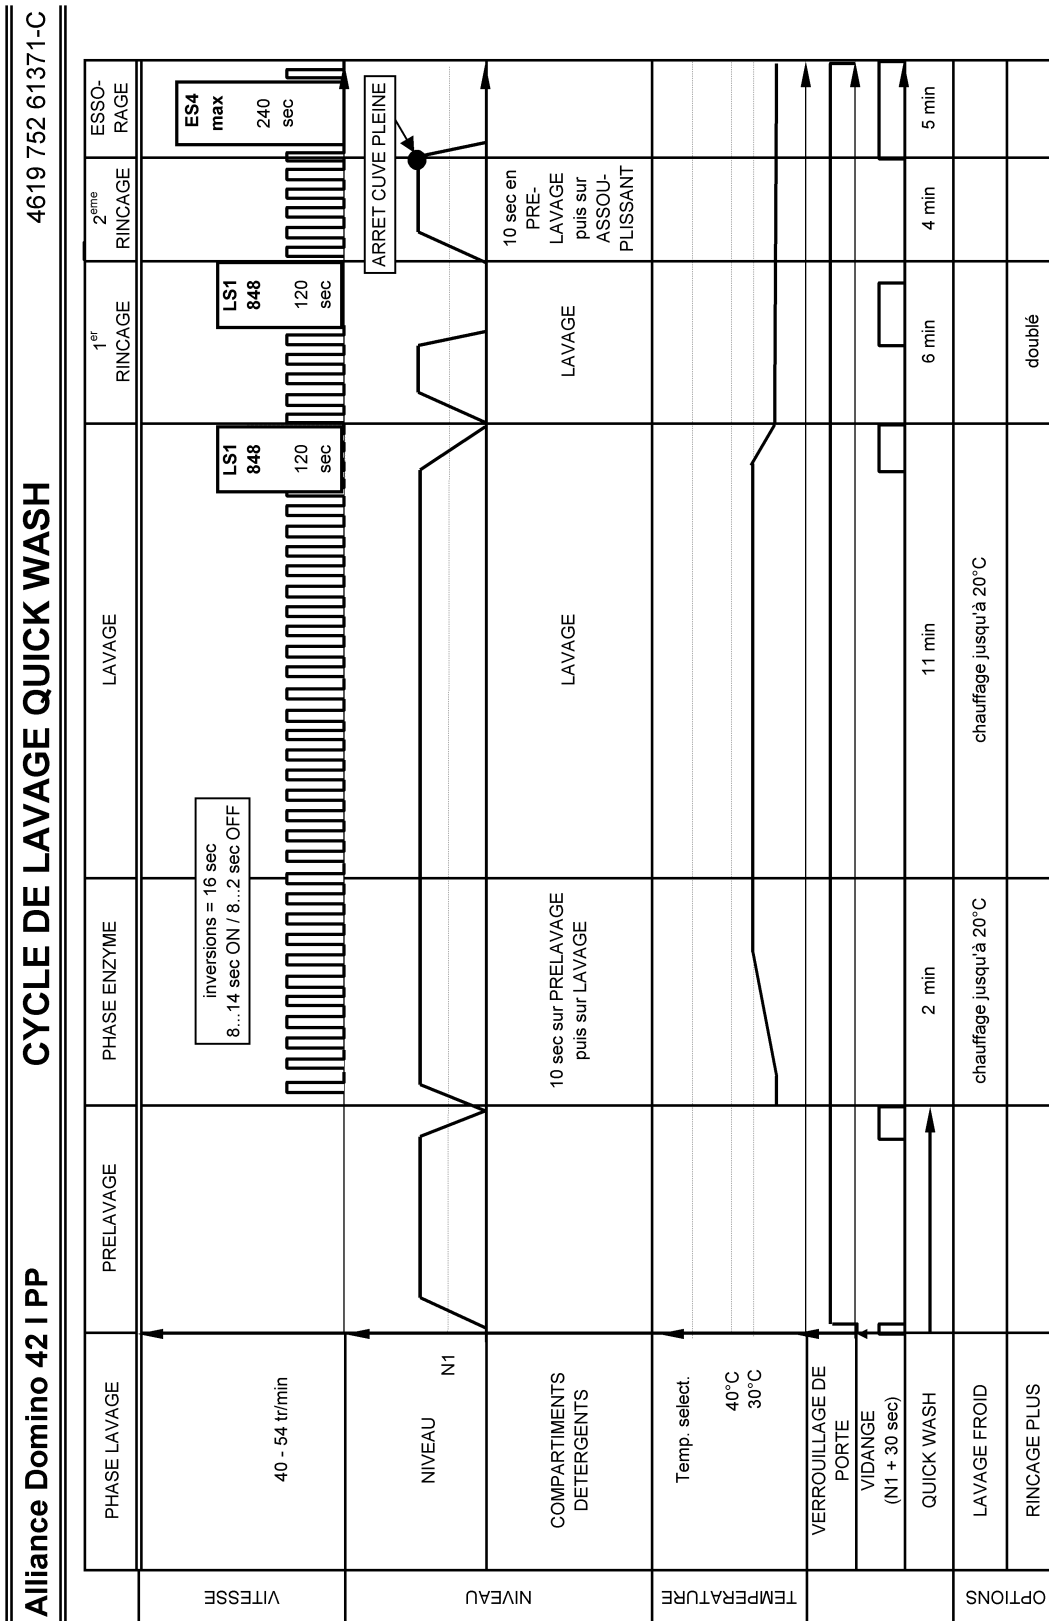 Alliance Domino 42 I PP
CYCLE DE LAVAGE QUICK WASH
4619 752 61371-C
PHASE LAVAGE
PRELAVAGE
PHASE ENZYME
LAVAGE
1er
RINCAGE
2eme
RINCAGE
ESSO-
RAGE
VITESSE
40 - 54 tr/min
inversions = 16 sec
8...14 sec ON / 8...2 sec OFF
LS1
848
120
sec
LS1
848
120
sec
ES4
max
240
sec
NIVEAU
NIVEAU
N1
ARRET CUVE PLEINE
COMPARTIMENTS
DETERGENTS
10 sec sur PRELAVAGE
puis sur LAVAGE
LAVAGE
LAVAGE
10 sec en
PRE-
LAVAGE
puis sur
ASSOU-
PLISSANT
TEMPERATURE
Temp. select.
40°C
30°C
VERROUILLAGE DE
PORTE
VIDANGE
(N1 + 30 sec)
QUICK WASH
2 min
11 min
6 min
4 min
5 min
OPTIONS
LAVAGE FROID
chauffage jusqu'à 20°C
chauffage jusqu'à 20°C
RINCAGE PLUS
doublé